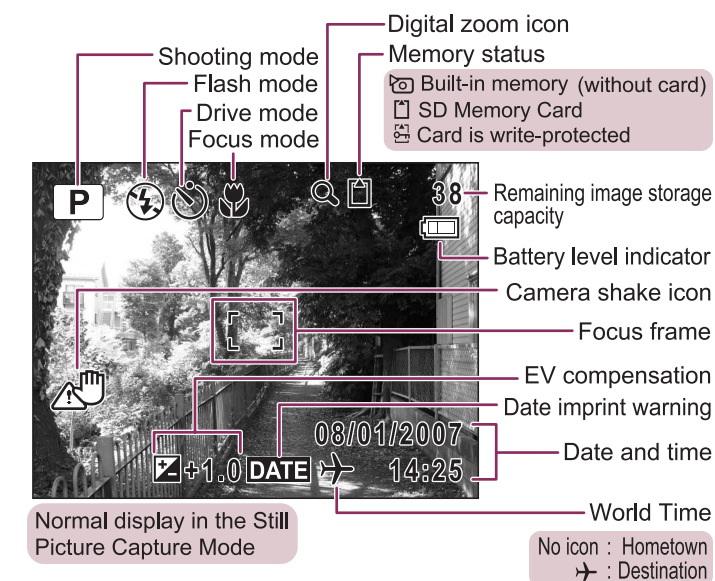 Digital zoom icon
Shooting mode
Memory status
Flash mode
Built-in memory (without card)
Drive mode
SD Memory Card
Focus mode
Card is write-protected
P
38
Remaining image storage
capacity
Battery level indicator
Camera shake icon
Focus frame
EV compensation
Date imprint warning
08/01/2007
Date and time
+1.0 DATE 14:25
World Time
Normal display in the Still
Picture Capture Mode
No icon : Hometown
: Destination